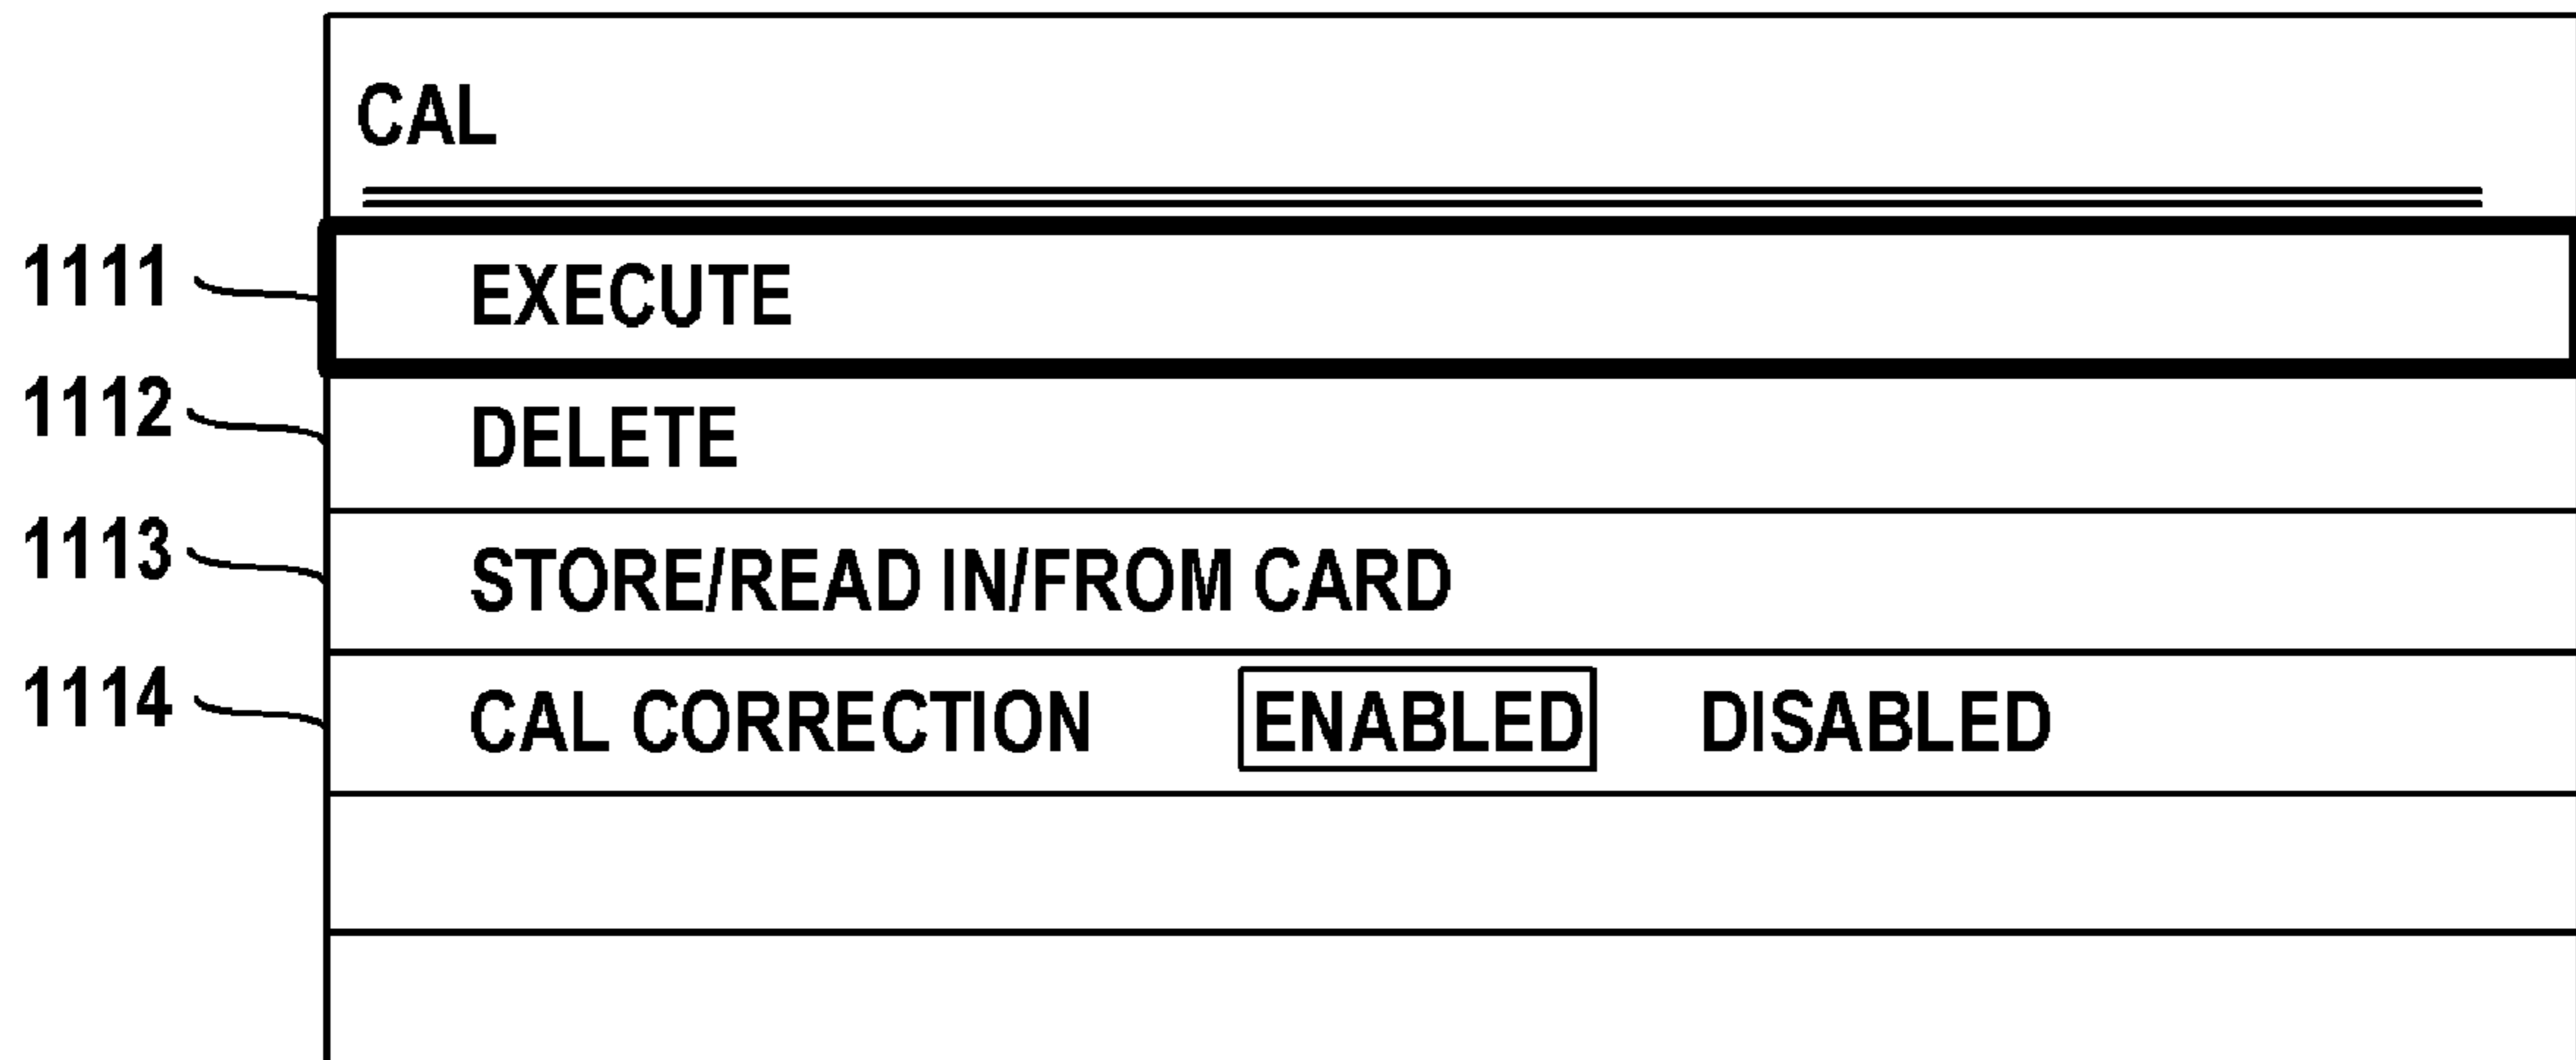 CAL
1111 EXECUTE
1112 DELETE
1113 STORE/READ IN/FROM CARD
1114 CAL CORRECTION ENABLED DISABLED